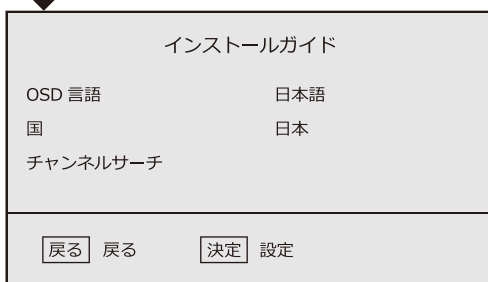 インストールガイド
OSD 言語 日本語
国 日本
チャンネルサーチ
戻る 戻る 決定 設定